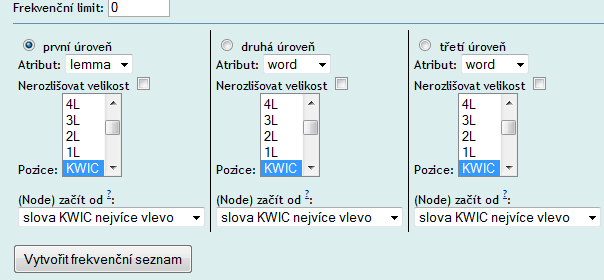 Frekvenční limit: 0
první úroveň
Atribut: lemma
Nerozlišovat velikost
4L
3L
2L
1L
Pozice: KWIC
(Node) začít od ?:
slova KWIC nejvíce vlevo
druhá úroveň
Atribut: word
Nerozlišovat velikost
4L
3L
2L
1L
Pozice: KWIC
(Node) začít od ?:
slova KWIC nejvíce vlevo
třetí úroveň
Atribut: word
Nerozlišovat velikost
4L
3L
2L
1L
Pozice: KWIC
(Node) začít od ?:
slova KWIC nejvíce vlevo
Vytvořit frekvenční seznam